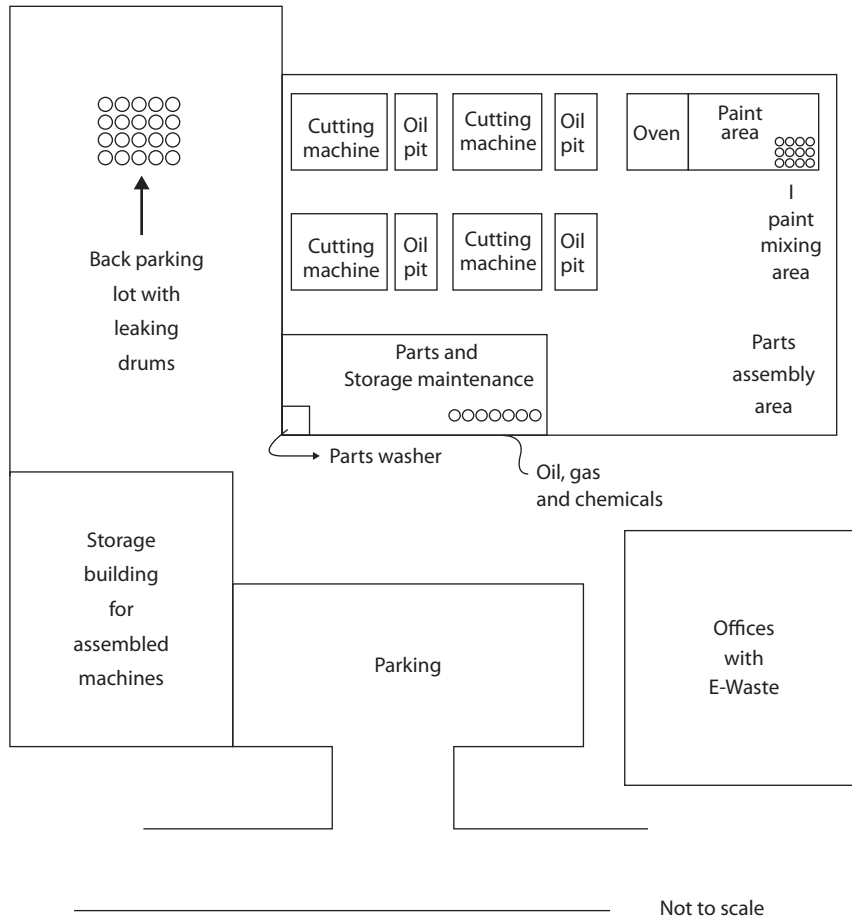 Cutting
machine
Oil
pit
Cutting
machine
Oil
pit
Oven
Paint
area
I
paint
mixing
area
Back parking
lot with
leaking
drums
Cutting
machine
Oil
pit
Cutting
machine
Oil
pit
Parts and
Storage maintenance
Parts
assembly
area
Parts washer
Oil, gas
and chemicals
Storage
building
for
assembled
machines
Parking
Offices
with
E-Waste
Not to scale